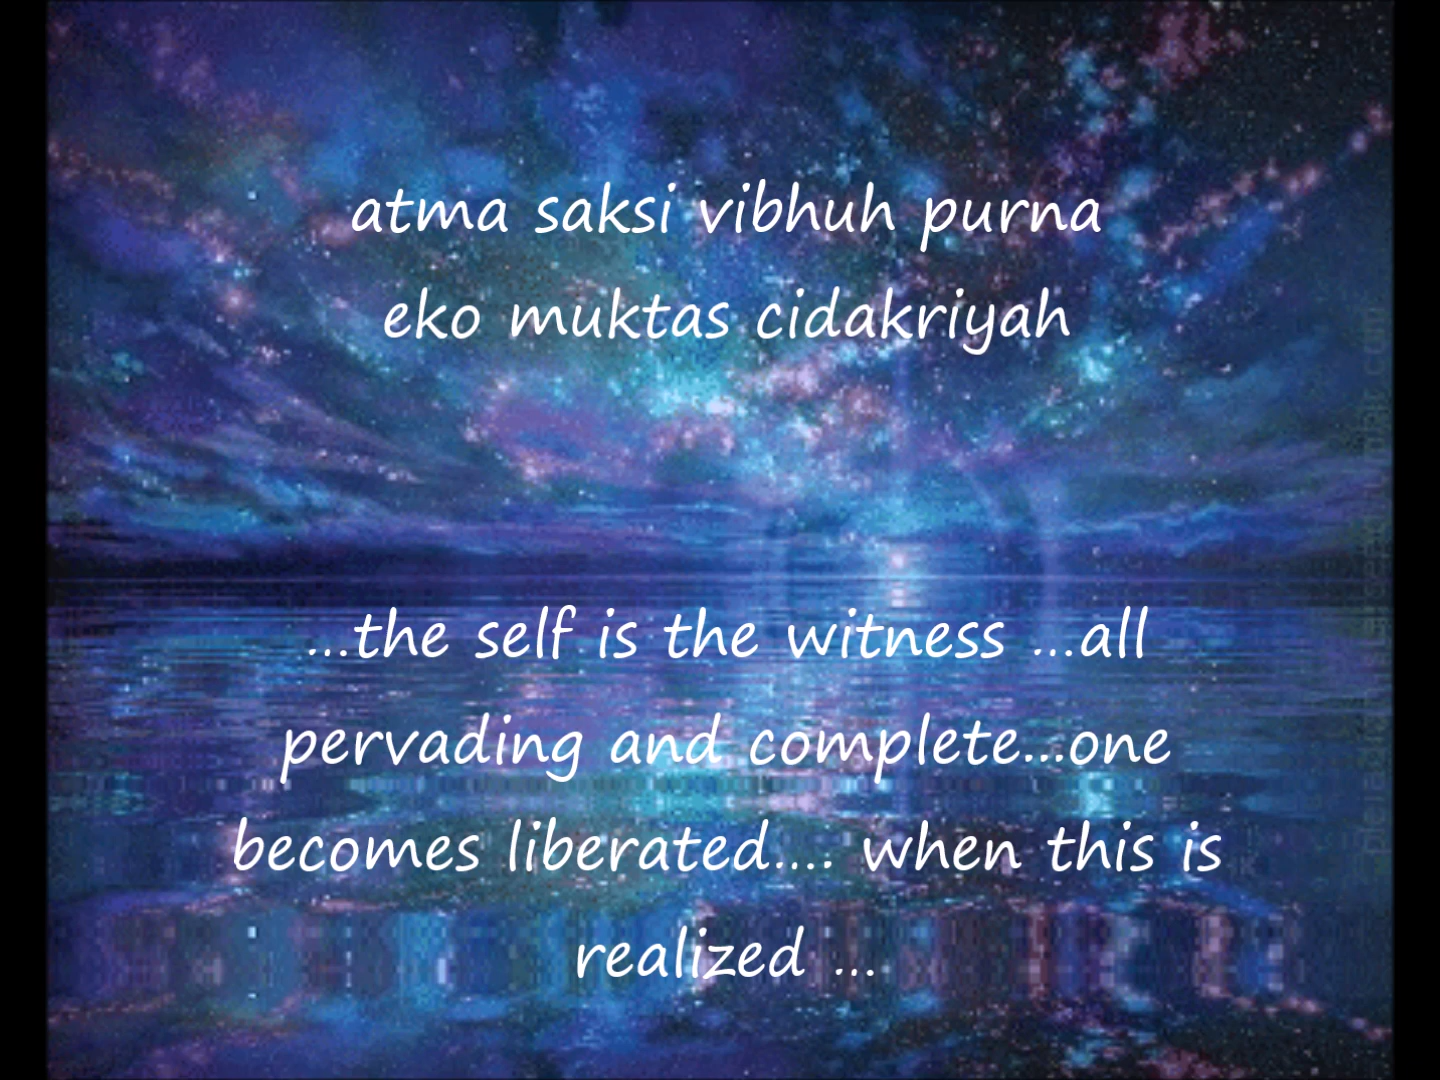 atma saksi vibhuh purna
eko muktas cidakriyah
...the self is the witness ...all
pervading and complete...one
becomes liberated.... when this is
realized ...